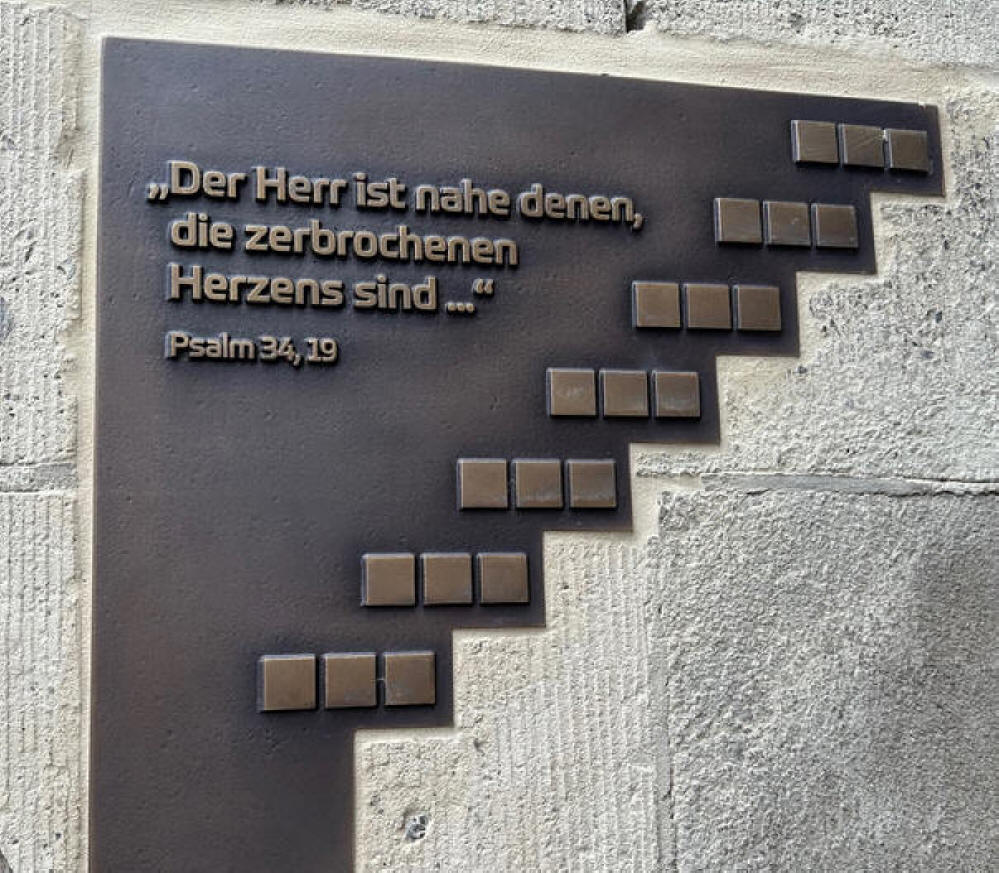 „Der Herr ist nahe denen,
die zerbrochenen
Herzens sind ...“
Psalm 34, 19